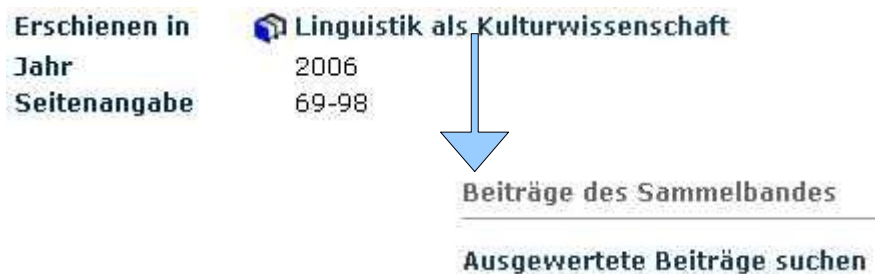 Erschienen in Linguistik als Kulturwissenschaft
Jahr 2006
Seitenangabe 69-98
Beiträge des Sammelbandes
Ausgewertete Beiträge suchen